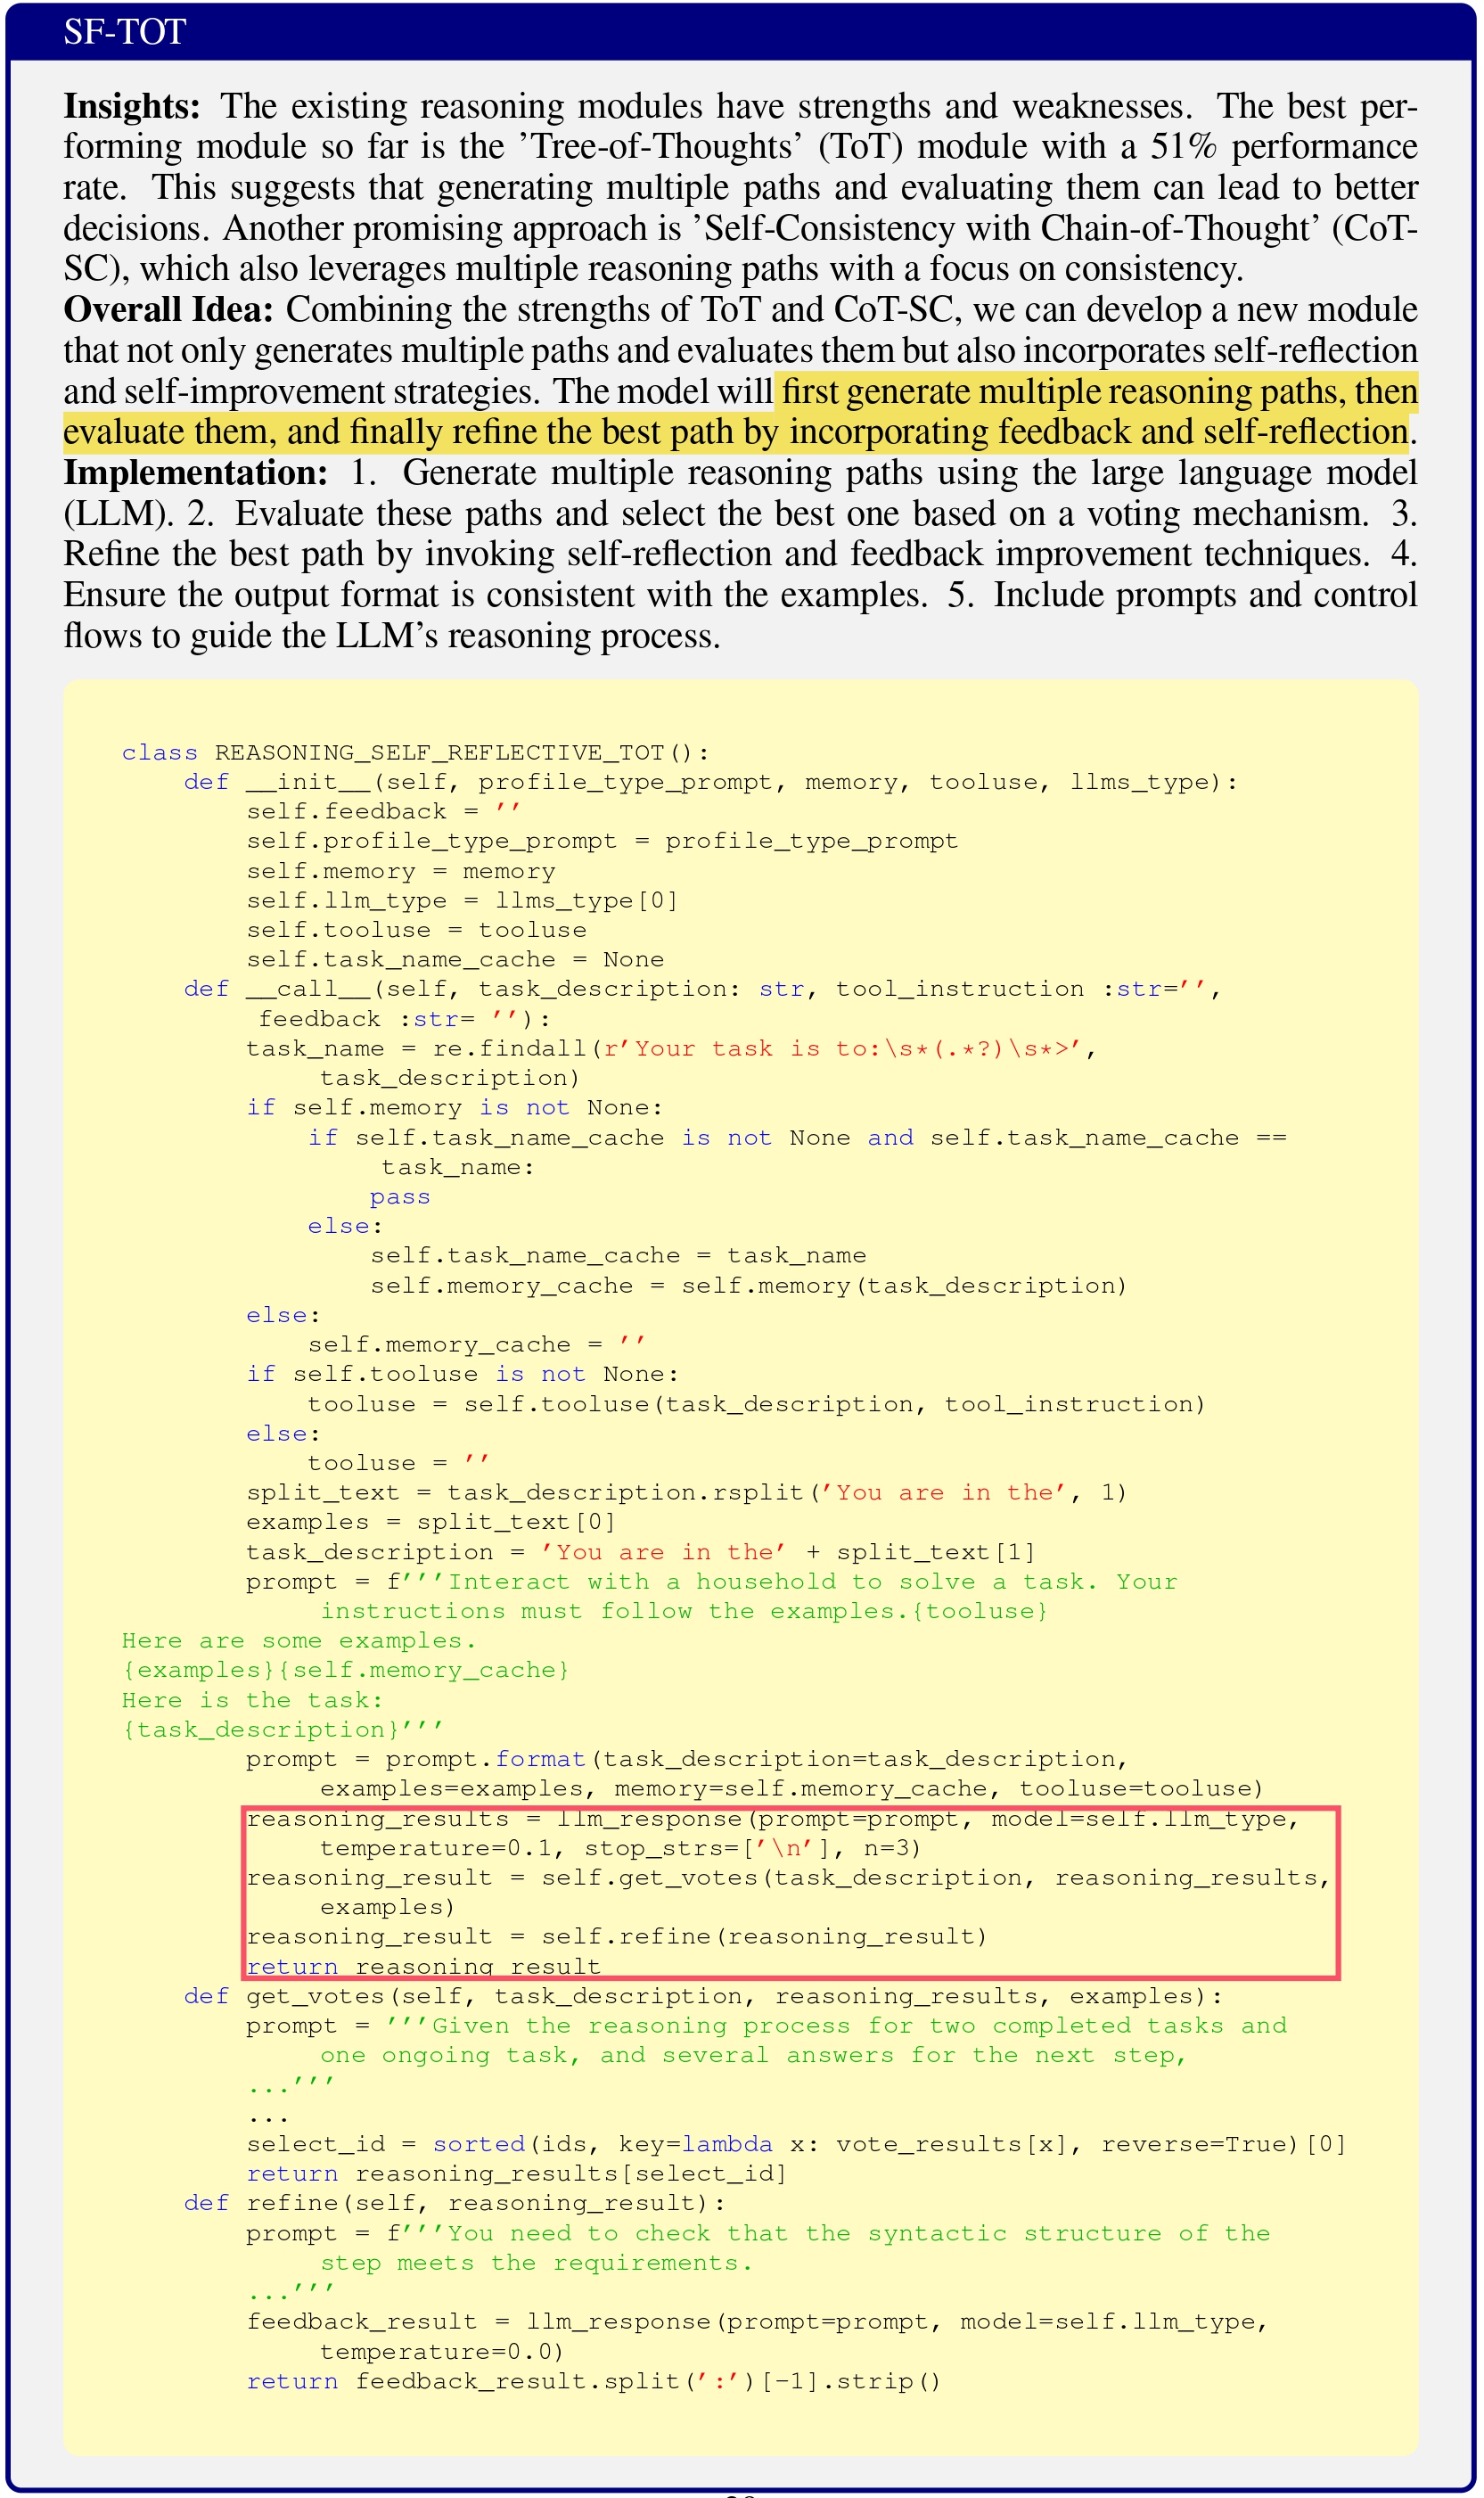 SF-TOT
Insights: The existing reasoning modules have strengths and weaknesses. The best per-
forming module so far is the ’Tree-of-Thoughts’ (ToT) module with a 51% performance
rate. This suggests that generating multiple paths and evaluating them can lead to better
decisions. Another promising approach is ’Self-Consistency with Chain-of-Thought’ (CoT-
SC), which also leverages multiple reasoning paths with a focus on consistency.
Overall Idea: Combining the strengths of ToT and CoT-SC, we can develop a new module
that not only generates multiple paths and evaluates them but also incorporates self-reflection
and self-improvement strategies. The model will first generate multiple reasoning paths, then
evaluate them, and finally refine the best path by incorporating feedback and self-reflection.
Implementation: 1. Generate multiple reasoning paths using the large language model
(LLM). 2. Evaluate these paths and select the best one based on a voting mechanism. 3.
Refine the best path by invoking self-reflection and feedback improvement techniques. 4.
Ensure the output format is consistent with the examples. 5. Include prompts and control
flows to guide the LLM’s reasoning process.
class REASONING_SELF_REFLECTIVE_TOT():
    def __init__(self, profile_type_prompt, memory, tooluse, llms_type):
        self.feedback = ’’
        self.profile_type_prompt = profile_type_prompt
        self.memory = memory
        self.llm_type = llms_type[0]
        self.tooluse = tooluse
        self.task_name_cache = None
    def __call__(self, task_description: str, tool_instruction :str=’’,
         feedback :str= ’’):
        task_name = re.findall(r’Your task is to:\s*(.*?)\s*>’,
             task_description)
        if self.memory is not None:
            if self.task_name_cache is not None and self.task_name_cache ==
                 task_name:
                pass
            else:
                self.task_name_cache = task_name
                self.memory_cache = self.memory(task_description)
        else:
            self.memory_cache = ’’
        if self.tooluse is not None:
            tooluse = self.tooluse(task_description, tool_instruction)
        else:
            tooluse = ’’
        split_text = task_description.rsplit(’You are in the’, 1)
        examples = split_text[0]
        task_description = ’You are in the’ + split_text[1]
        prompt = f’’’Interact with a household to solve a task. Your
             instructions must follow the examples.{tooluse}
Here are some examples.
{examples}{self.memory_cache}
Here is the task:
{task_description}’’’
        prompt = prompt.format(task_description=task_description,
             examples=examples, memory=self.memory_cache, tooluse=tooluse)
        reasoning_results = llm_response(prompt=prompt, model=self.llm_type,
             temperature=0.1, stop_strs=[’\n’], n=3)
        reasoning_result = self.get_votes(task_description, reasoning_results,
             examples)
        reasoning_result = self.refine(reasoning_result)
        return reasoning_result
    def get_votes(self, task_description, reasoning_results, examples):
        prompt = ’’’Given the reasoning process for two completed tasks and
             one ongoing task, and several answers for the next step,
        ...’’’
        ...
        select_id = sorted(ids, key=lambda x: vote_results[x], reverse=True)[0]
        return reasoning_results[select_id]
    def refine(self, reasoning_result):
        prompt = f’’’You need to check that the syntactic structure of the
             step meets the requirements.
        ...’’’
        feedback_result = llm_response(prompt=prompt, model=self.llm_type,
             temperature=0.0)
        return feedback_result.split(’:’)[-1].strip()